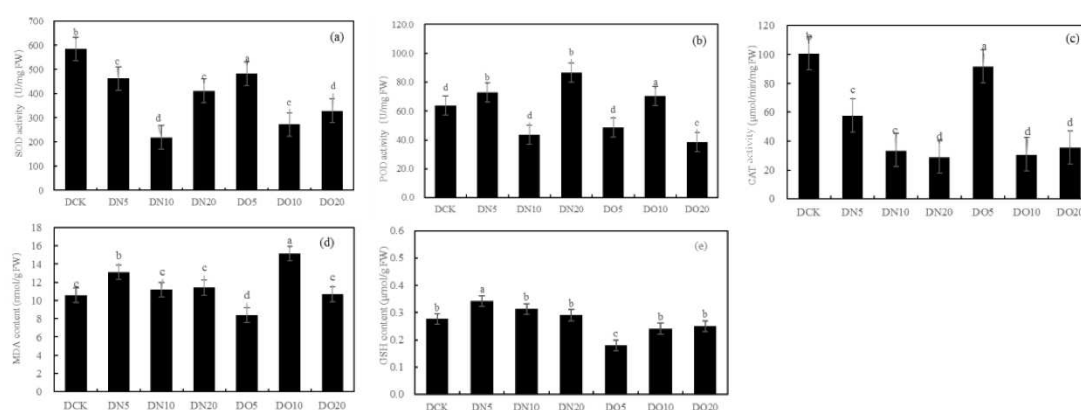 (a)
SOD activity (U/mg FW)
700
600
500
400
300
200
100
0
b
c
d
c
a
c
d
DCK DN5 DN10 DN20 DO5 DO10 DO20
(b)
POD activity (U/mg FW)
120.0
100.0
80.0
60.0
40.0
20.0
0.0
d
b
d
b
d
a
c
DCK DN5 DN10 DN20 DO5 DO10 DO20
(c)
CAT activity (μmol/min/mg FW)
120
100
80
60
40
20
0
b
c
c
d
a
d
d
DCK DN5 DN10 DN20 DO5 DO10 DO20
(d)
MDA content (nmol/g FW)
18
16
14
12
10
8
6
4
2
0
c
b
c
c
d
a
c
DCK DN5 DN10 DN20 DO5 DO10 DO20
(e)
GSH content (μmol/g FW)
0.6
0.5
0.4
0.3
0.2
0.1
0.0
b
a
b
b
c
b
b
DCK DN5 DN10 DN20 DO5 DO10 DO20